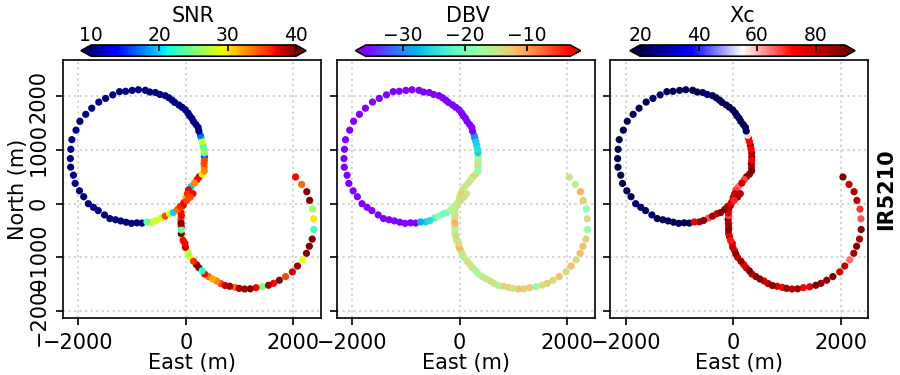 SNR DBV Xc
10 20 30 40 −30 −20 −10 20 40 60 80
2000
1000
0
−1000
−2000
North (m)
IR5210
−2000 0 2000 −2000 0 2000 −2000 0 2000
East (m) East (m) East (m)